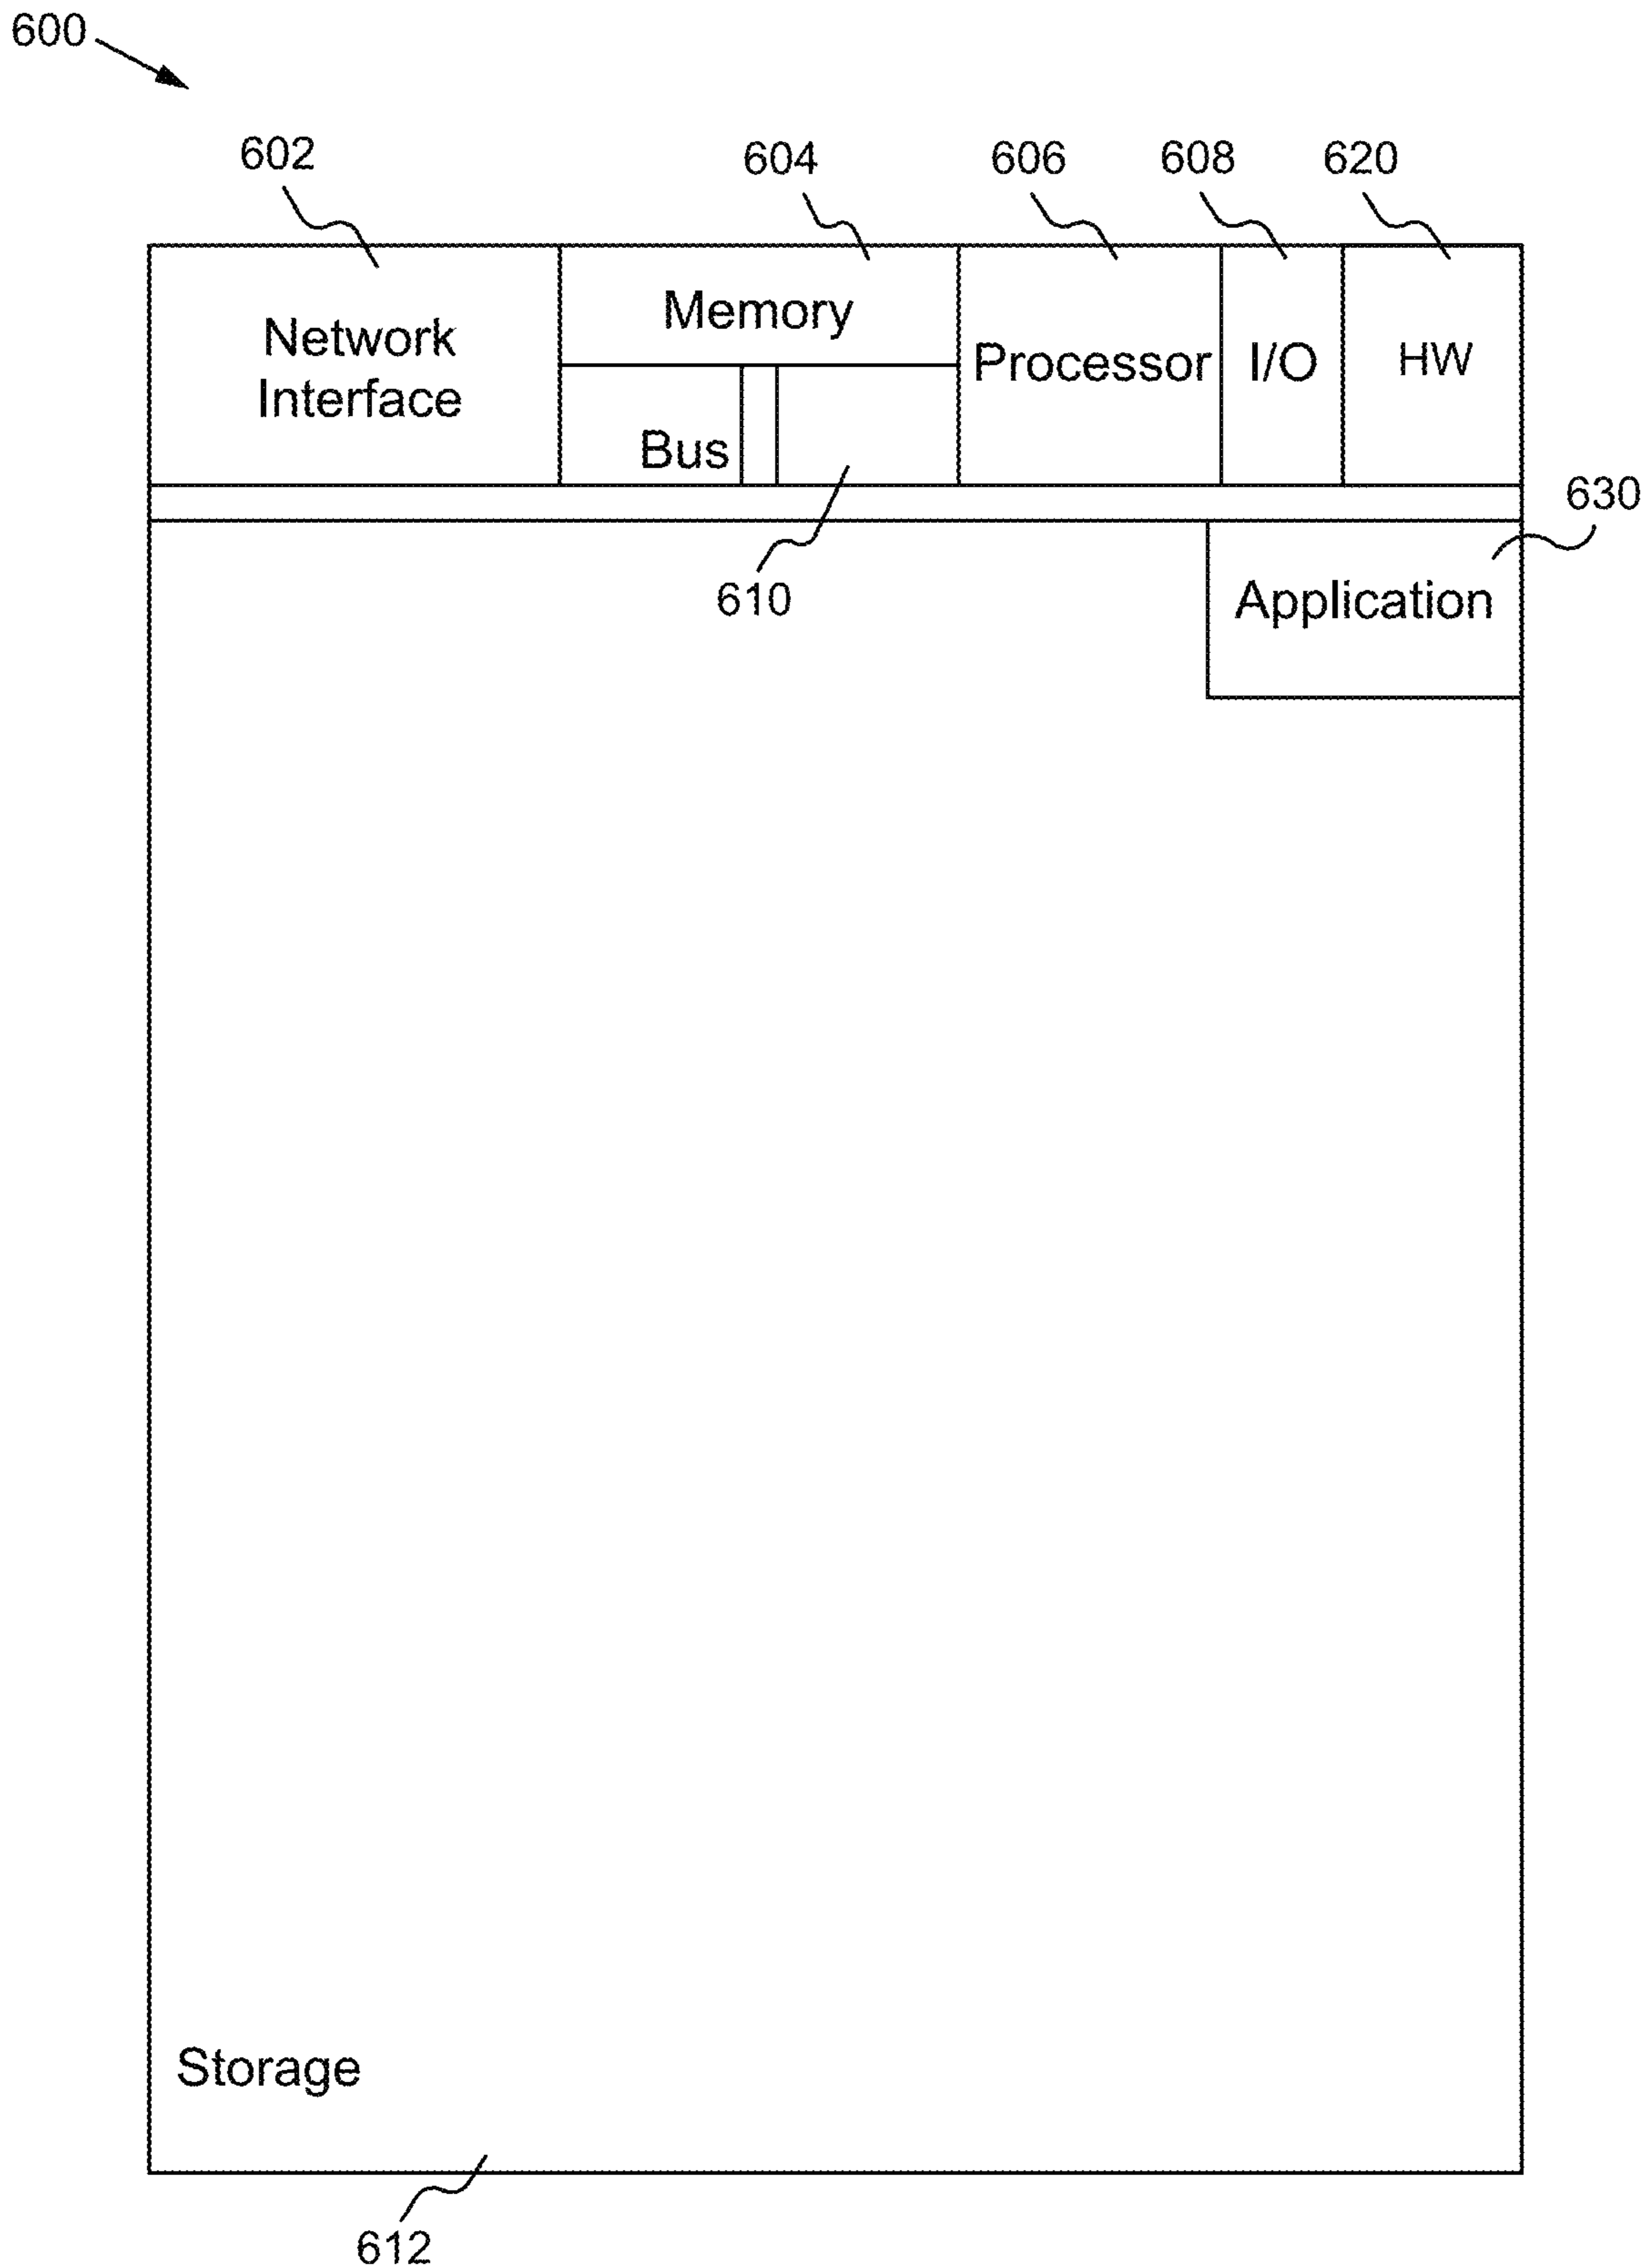 600
602
604
606
608
620
Network
Interface
Memory
Processor
I/O
HW
Bus
630
610
Application
Storage
612